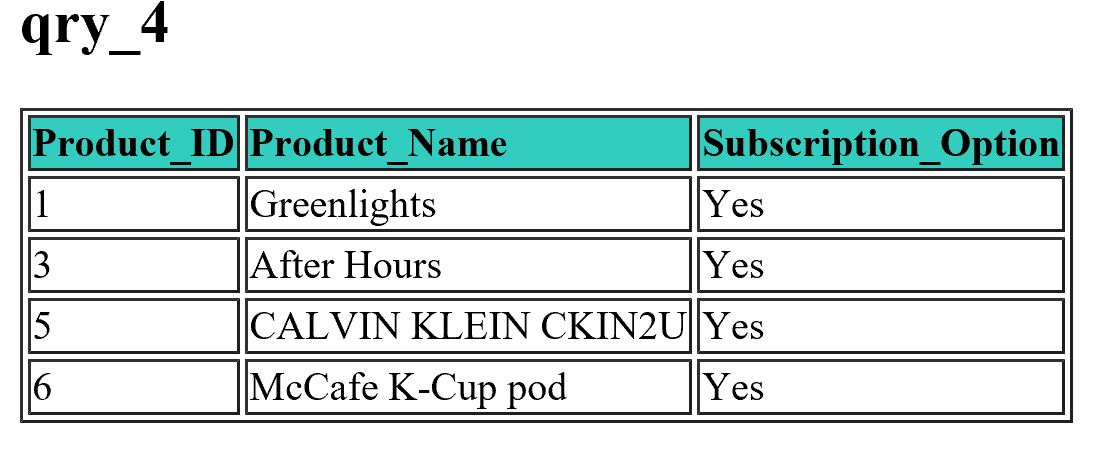 qry_4
Product_ID Product_Name Subscription_Option
1 Greenlights Yes
3 After Hours Yes
5 CALVIN KLEIN CKIN2U Yes
6 McCafe K-Cup pod Yes